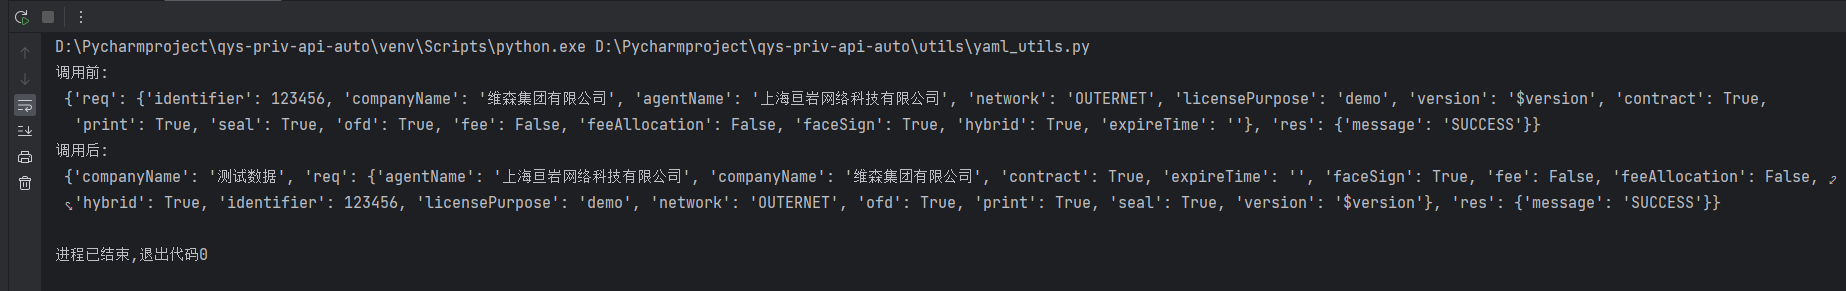 D:\Pycharmproject\qys-priv-api-auto\venv\Scripts\python.exe D:\Pycharmproject\qys-priv-api-auto\utils\yaml_utils.py
调用前:
{'req': {'identifier': 123456, 'companyName': '维森集团有限公司', 'agentName': '上海亘岩网络科技有限公司', 'network': 'OUTERNET', 'licensePurpose': 'demo', 'version': '$version', 'contract': True,
'print': True, 'seal': True, 'ofd': True, 'fee': False, 'feeAllocation': False, 'faceSign': True, 'hybrid': True, 'expireTime': ''}, 'res': {'message': 'SUCCESS'}}
调用后:
{'companyName': '测试数据', 'req': {'agentName': '上海亘岩网络科技有限公司', 'companyName': '维森集团有限公司', 'contract': True, 'expireTime': '', 'faceSign': True, 'fee': False, 'feeAllocation': False,
'hybrid': True, 'identifier': 123456, 'licensePurpose': 'demo', 'network': 'OUTERNET', 'ofd': True, 'print': True, 'seal': True, 'version': '$version'}, 'res': {'message': 'SUCCESS'}}
进程已结束,退出代码0